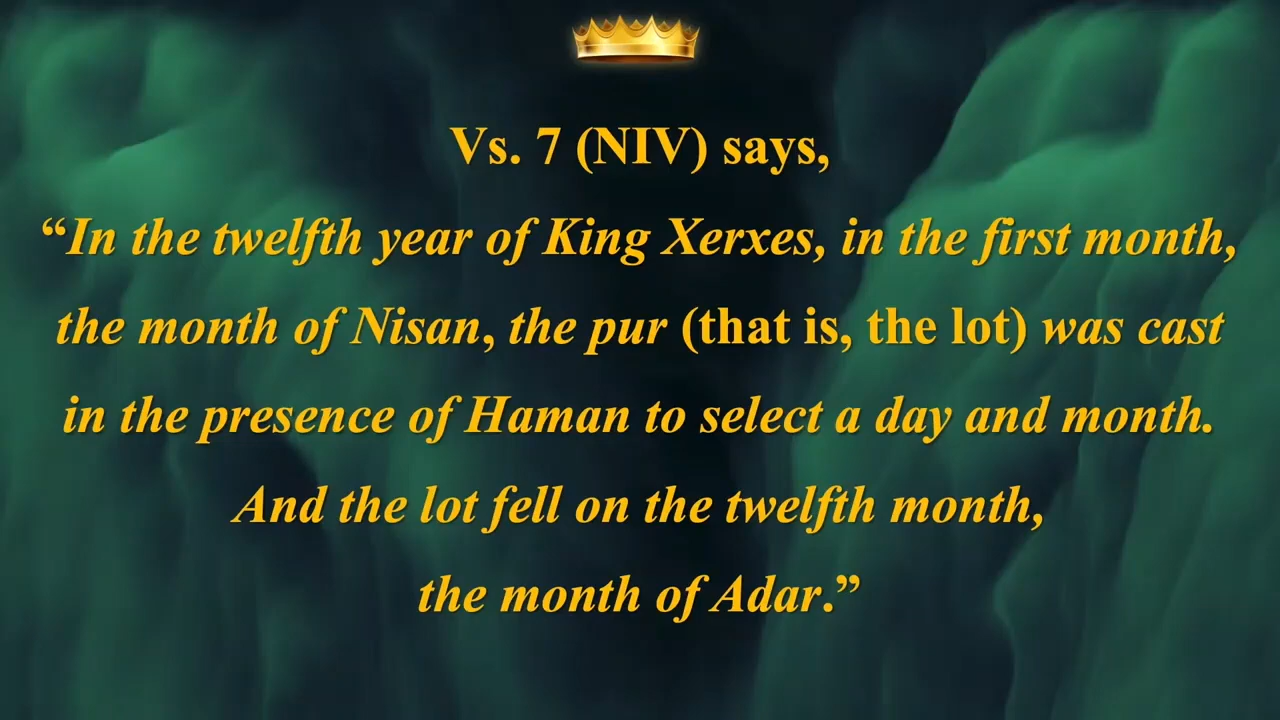 Vs. 7 (NIV) says,
“In the twelfth year of King Xerxes, in the first month,
the month of Nisan, the pur (that is, the lot) was cast
in the presence of Haman to select a day and month.
And the lot fell on the twelfth month,
the month of Adar.”